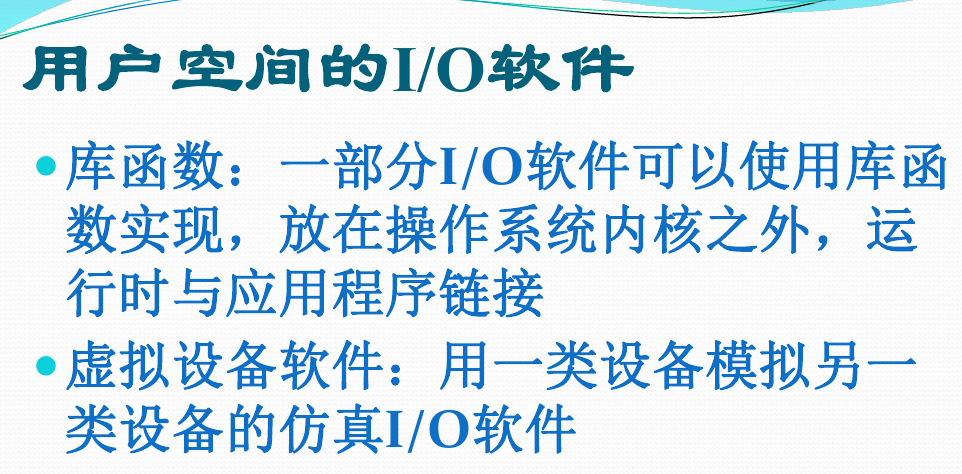 用户空间的I/O软件
•库函数：一部分I/O软件可以使用库函
数实现，放在操作系统内核之外，运
行时与应用程序链接
•虚拟设备软件：用一类设备模拟另一
类设备的仿真I/O软件